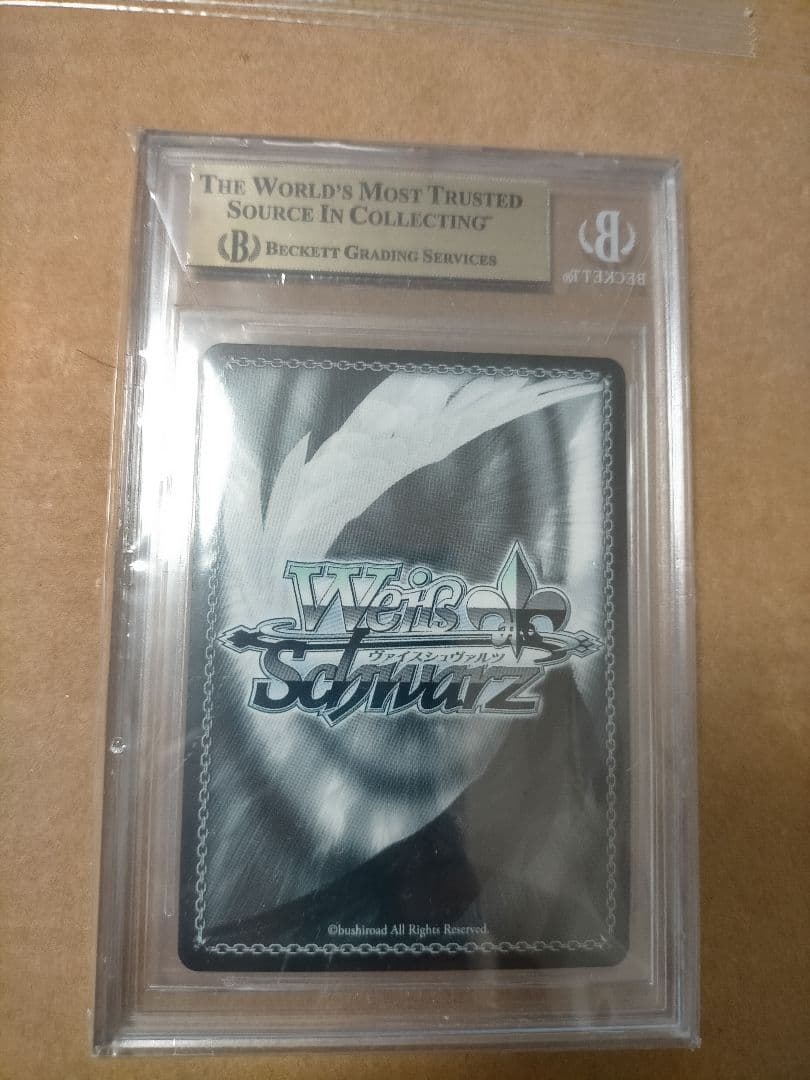 THE WORLD'S MOST TRUSTED
SOURCE IN COLLECTING™
B BECKETT GRADING SERVICES
B
BECKETT®
Weiß
ヴァイスシュヴァルツ
Schwarz
©bushiroad All Rights Reserved.